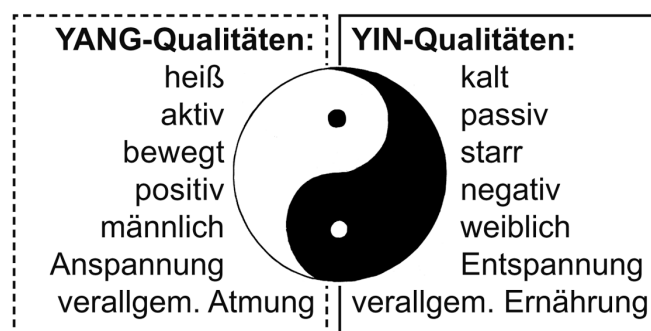 YANG-Qualitäten:
heiß
aktiv
bewegt
positiv
männlich
Anspannung
verallgem. Atmung
YIN-Qualitäten:
kalt
passiv
starr
negativ
weiblich
Entspannung
verallgem. Ernährung